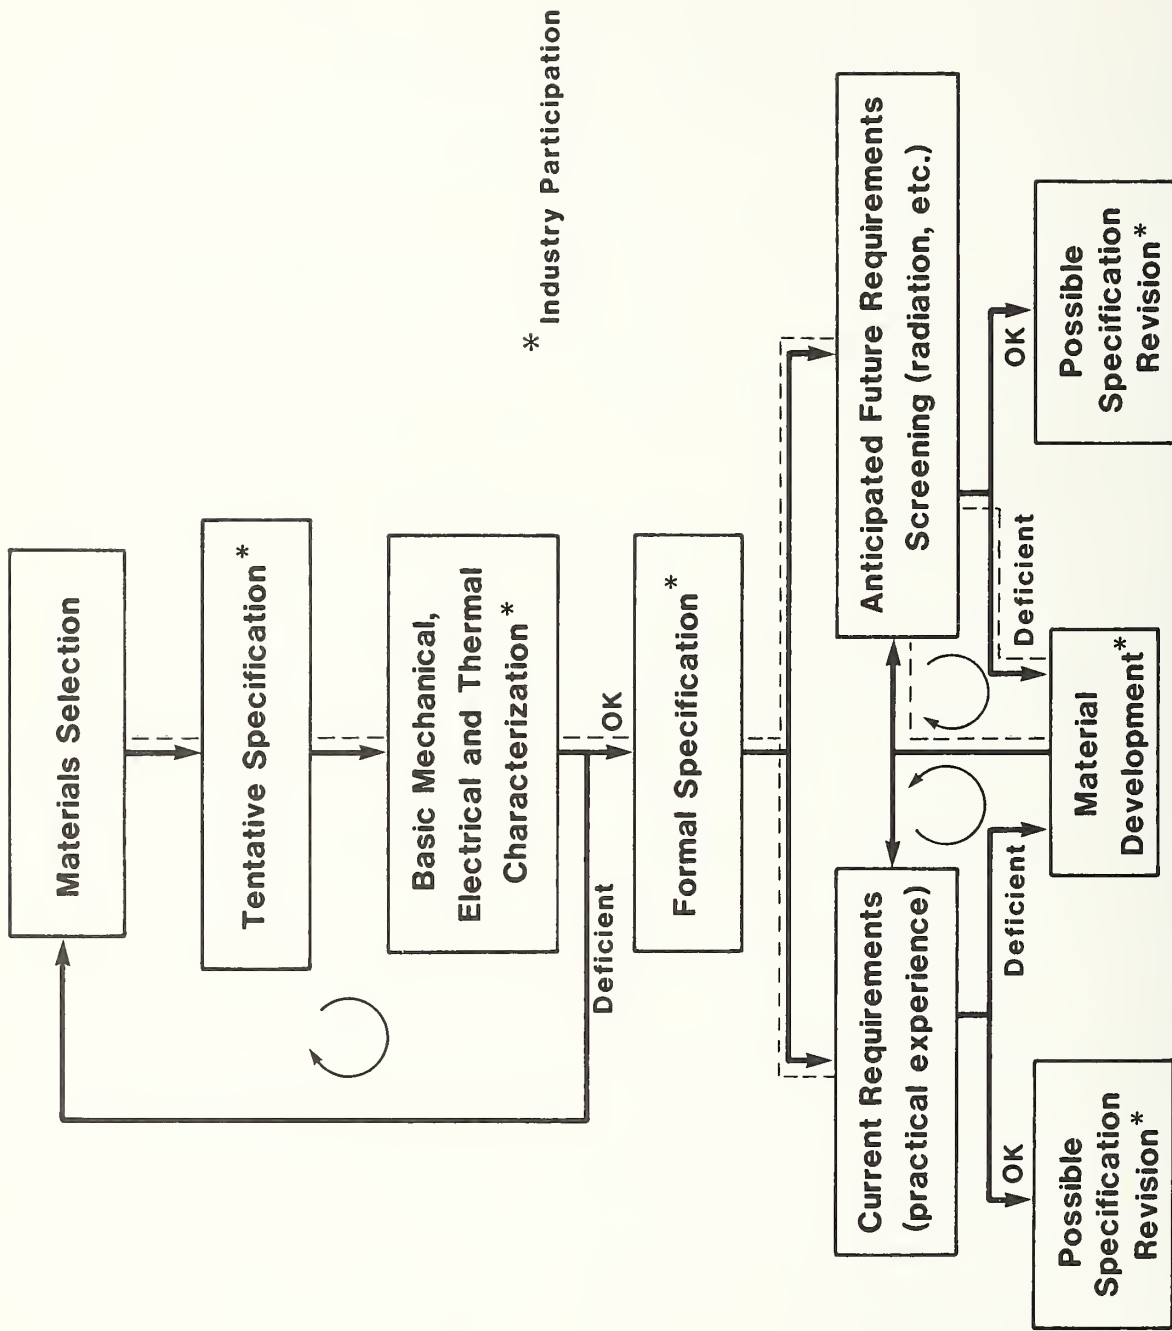 Materials Selection
Tentative Specification*
Basic Mechanical,
Electrical and Thermal
Characterization*
Deficient
OK
Formal Specification*
* Industry Participation
Current Requirements
(practical experience)
Anticipated Future Requirements
Screening (radiation, etc.)
OK
Deficient
Deficient
OK
Possible
Specification
Revision*
Material
Development*
Possible
Specification
Revision*